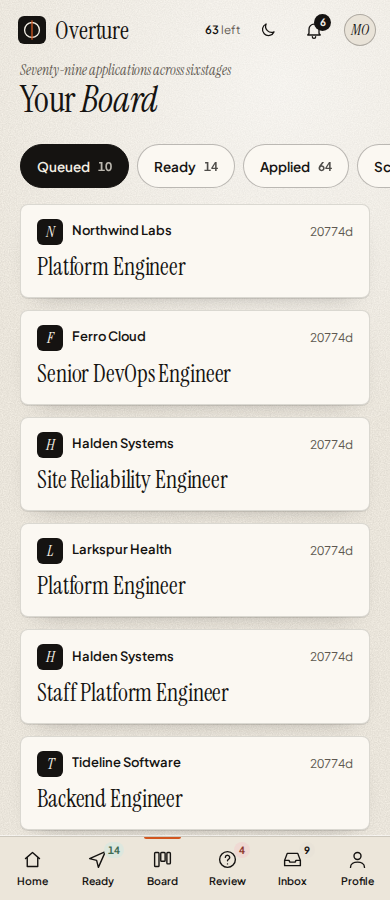 Overture
63 left
6
MO
Seventy-nine applications across six stages
Your Board
Queued 10
Ready 14
Applied 64
Sc
N Northwind Labs 20774d
Platform Engineer
F Ferro Cloud 20774d
Senior DevOps Engineer
H Halden Systems 20774d
Site Reliability Engineer
L Larkspur Health 20774d
Platform Engineer
H Halden Systems 20774d
Staff Platform Engineer
T Tideline Software 20774d
Backend Engineer
14 4 9
Home Ready Board Review Inbox Profile